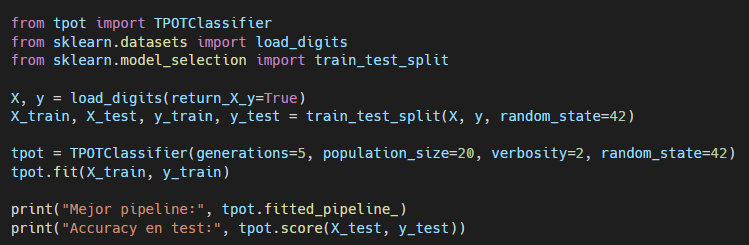 from tpot import TPOTClassifier
from sklearn.datasets import load_digits
from sklearn.model_selection import train_test_split

X, y = load_digits(return_X_y=True)
X_train, X_test, y_train, y_test = train_test_split(X, y, random_state=42)

tpot = TPOTClassifier(generations=5, population_size=20, verbosity=2, random_state=42)
tpot.fit(X_train, y_train)

print("Mejor pipeline:", tpot.fitted_pipeline_)
print("Accuracy en test:", tpot.score(X_test, y_test))